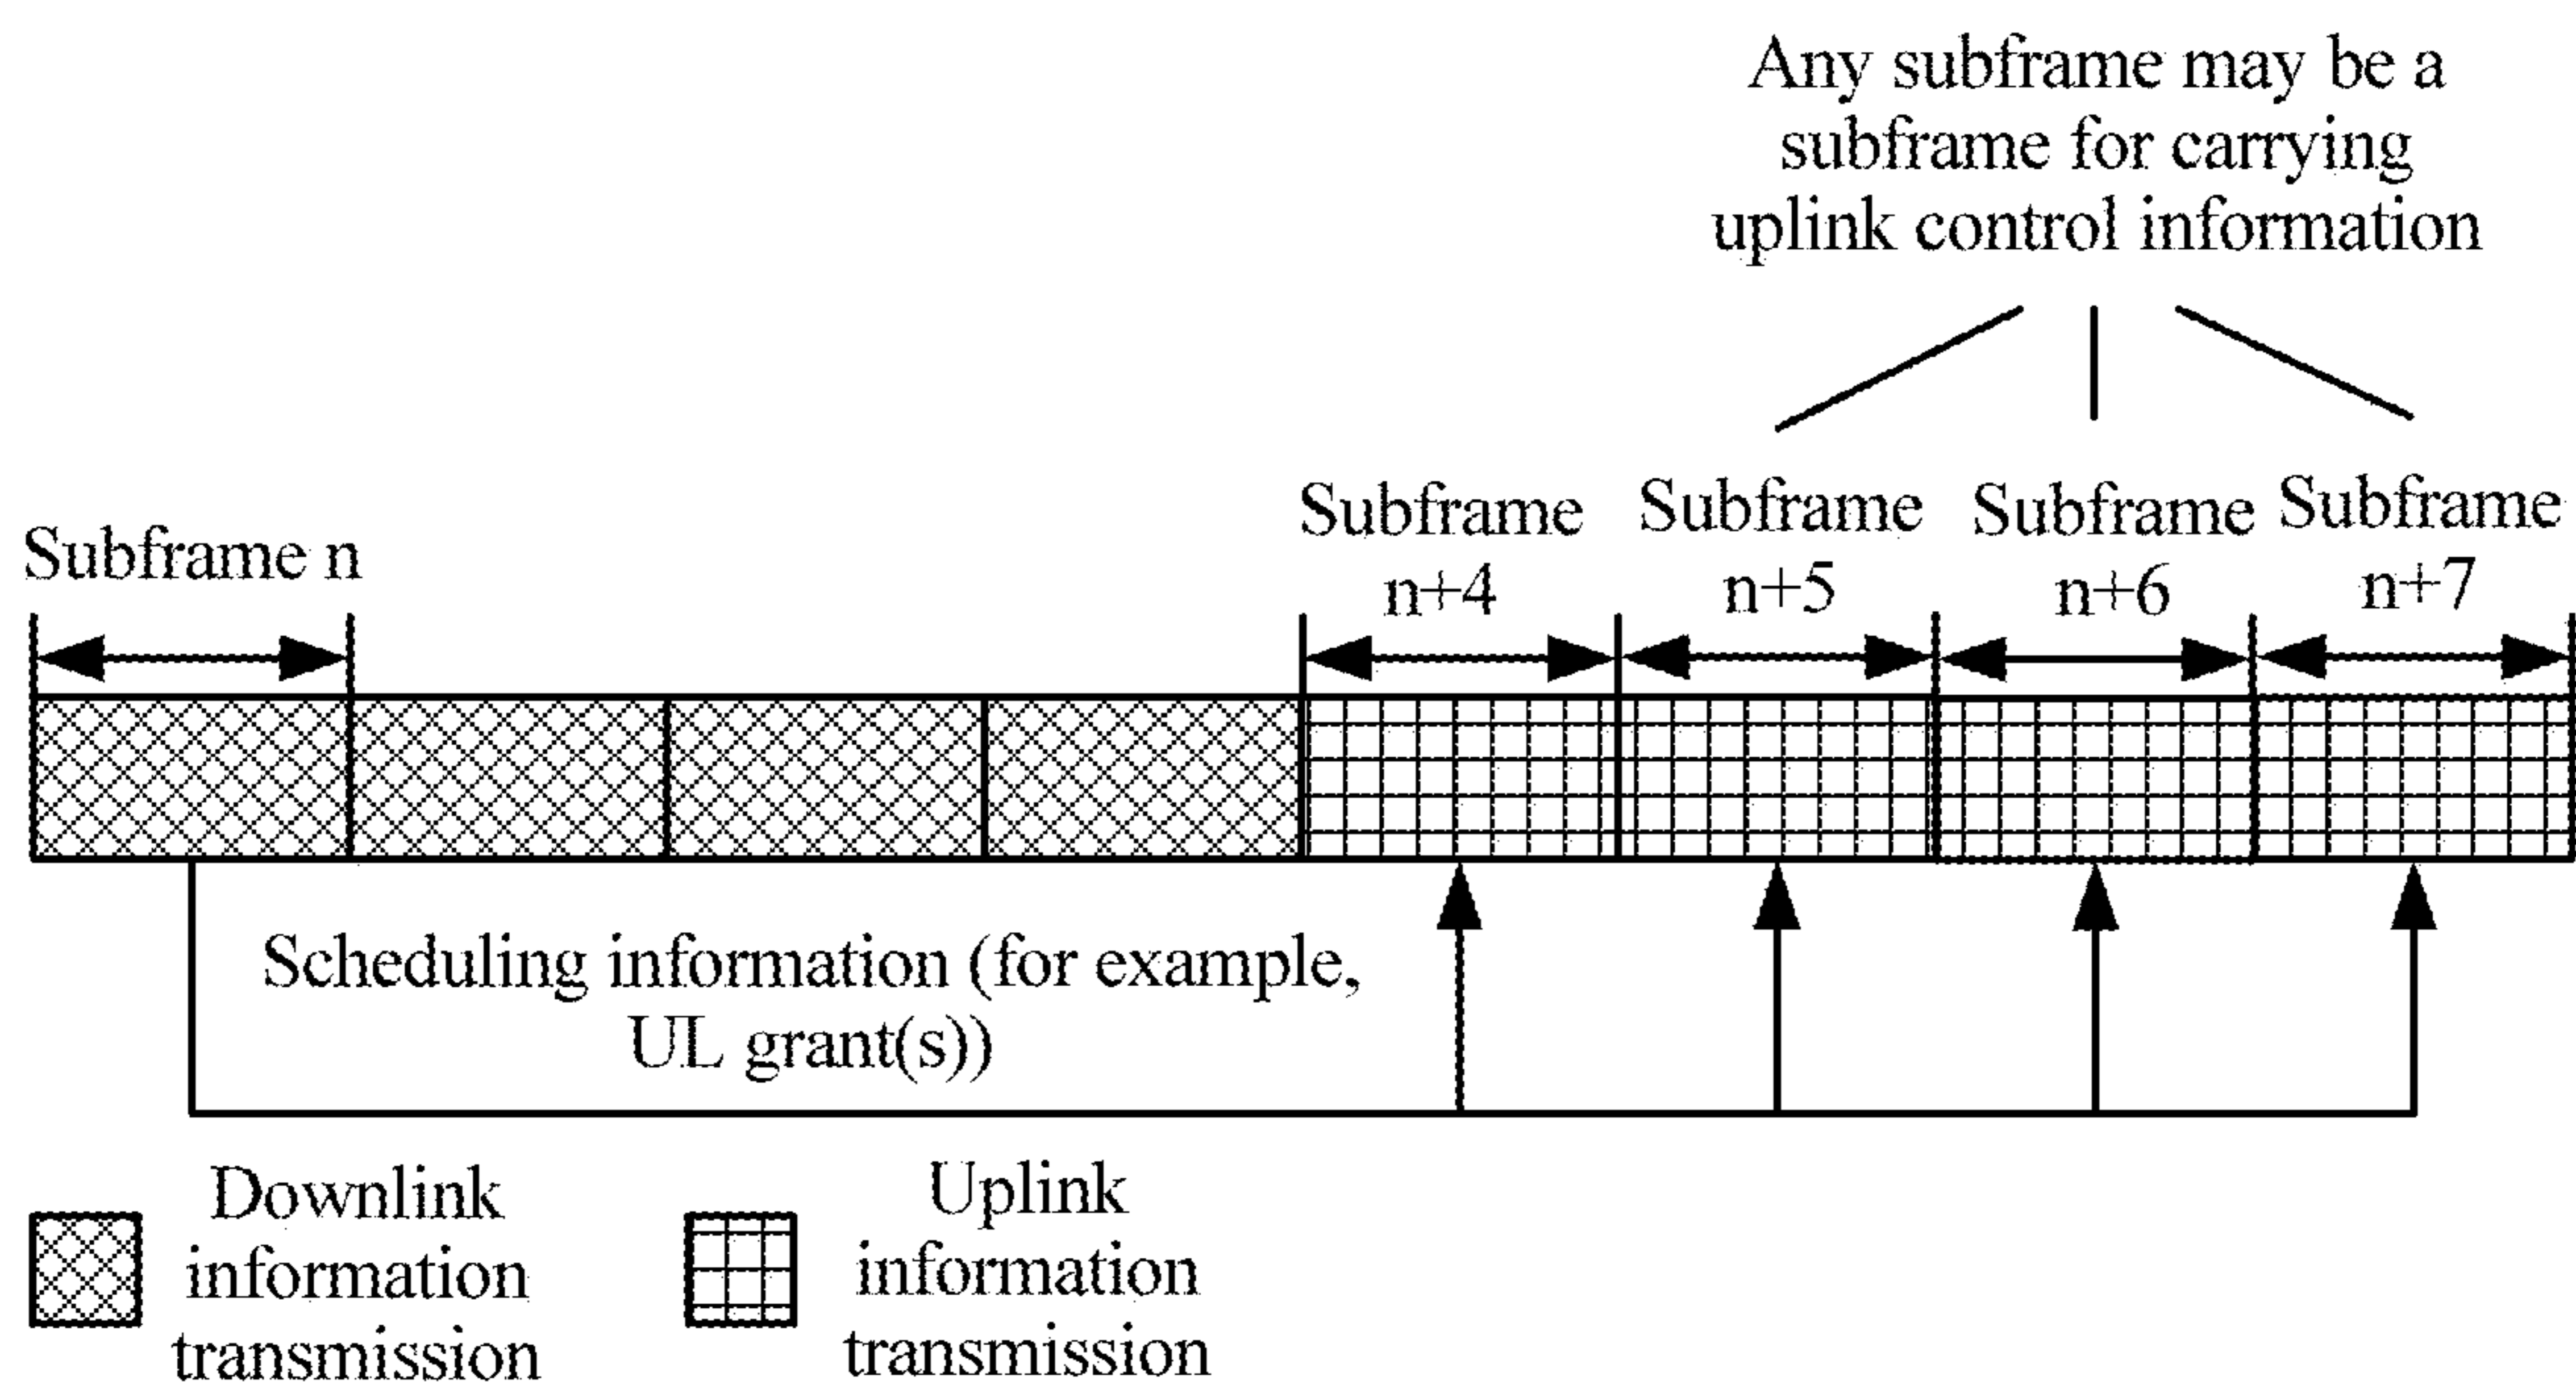 Any subframe may be a
subframe for carrying
uplink control information
Subframe n
Subframe
n+4
Subframe
n+5
Subframe
n+6
Subframe
n+7
Scheduling information (for example,
UL grant(s))
Downlink
information
transmission
Uplink
information
transmission